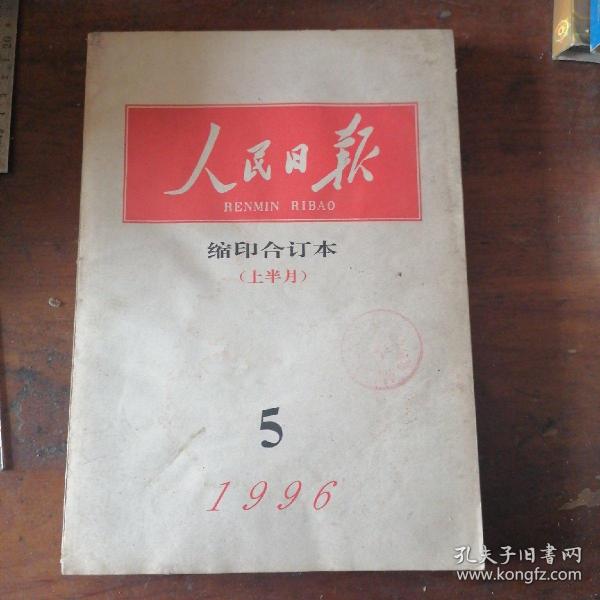 人民日报
RENMIN RIBAO
缩印合订本
（上半月）
5
1996
孔夫子旧书网
www.kongfz.com